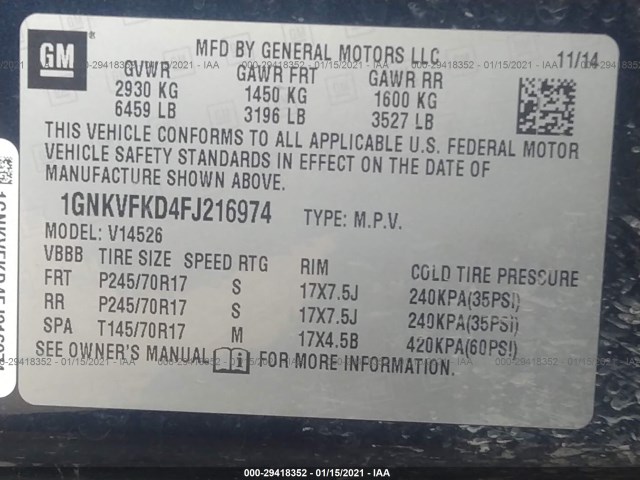 GM
MFD BY GENERAL MOTORS LLC
11/14
GVWR GAWR FRT GAWR RR
2930 KG 1450 KG 1600 KG
6459 LB 3196 LB 3527 LB
THIS VEHICLE CONFORMS TO ALL APPLICABLE U.S. FEDERAL MOTOR
VEHICLE SAFETY STANDARDS IN EFFECT ON THE DATE OF
MANUFACTURE SHOWN ABOVE.
1GNKVFKD4FJ216974 TYPE: M.P.V.
MODEL: V14526
VBBB TIRE SIZE SPEED RTG RIM COLD TIRE PRESSURE
FRT P245/70R17 S 17X7.5J 240KPA(35PSI)
RR P245/70R17 S 17X7.5J 240KPA(35PSI)
SPA T145/70R17 M 17X4.5B 420KPA(60PSI)
SEE OWNER'S MANUAL FOR MORE INFORMATION.
000-29418352 - 01/15/2021 - IAA